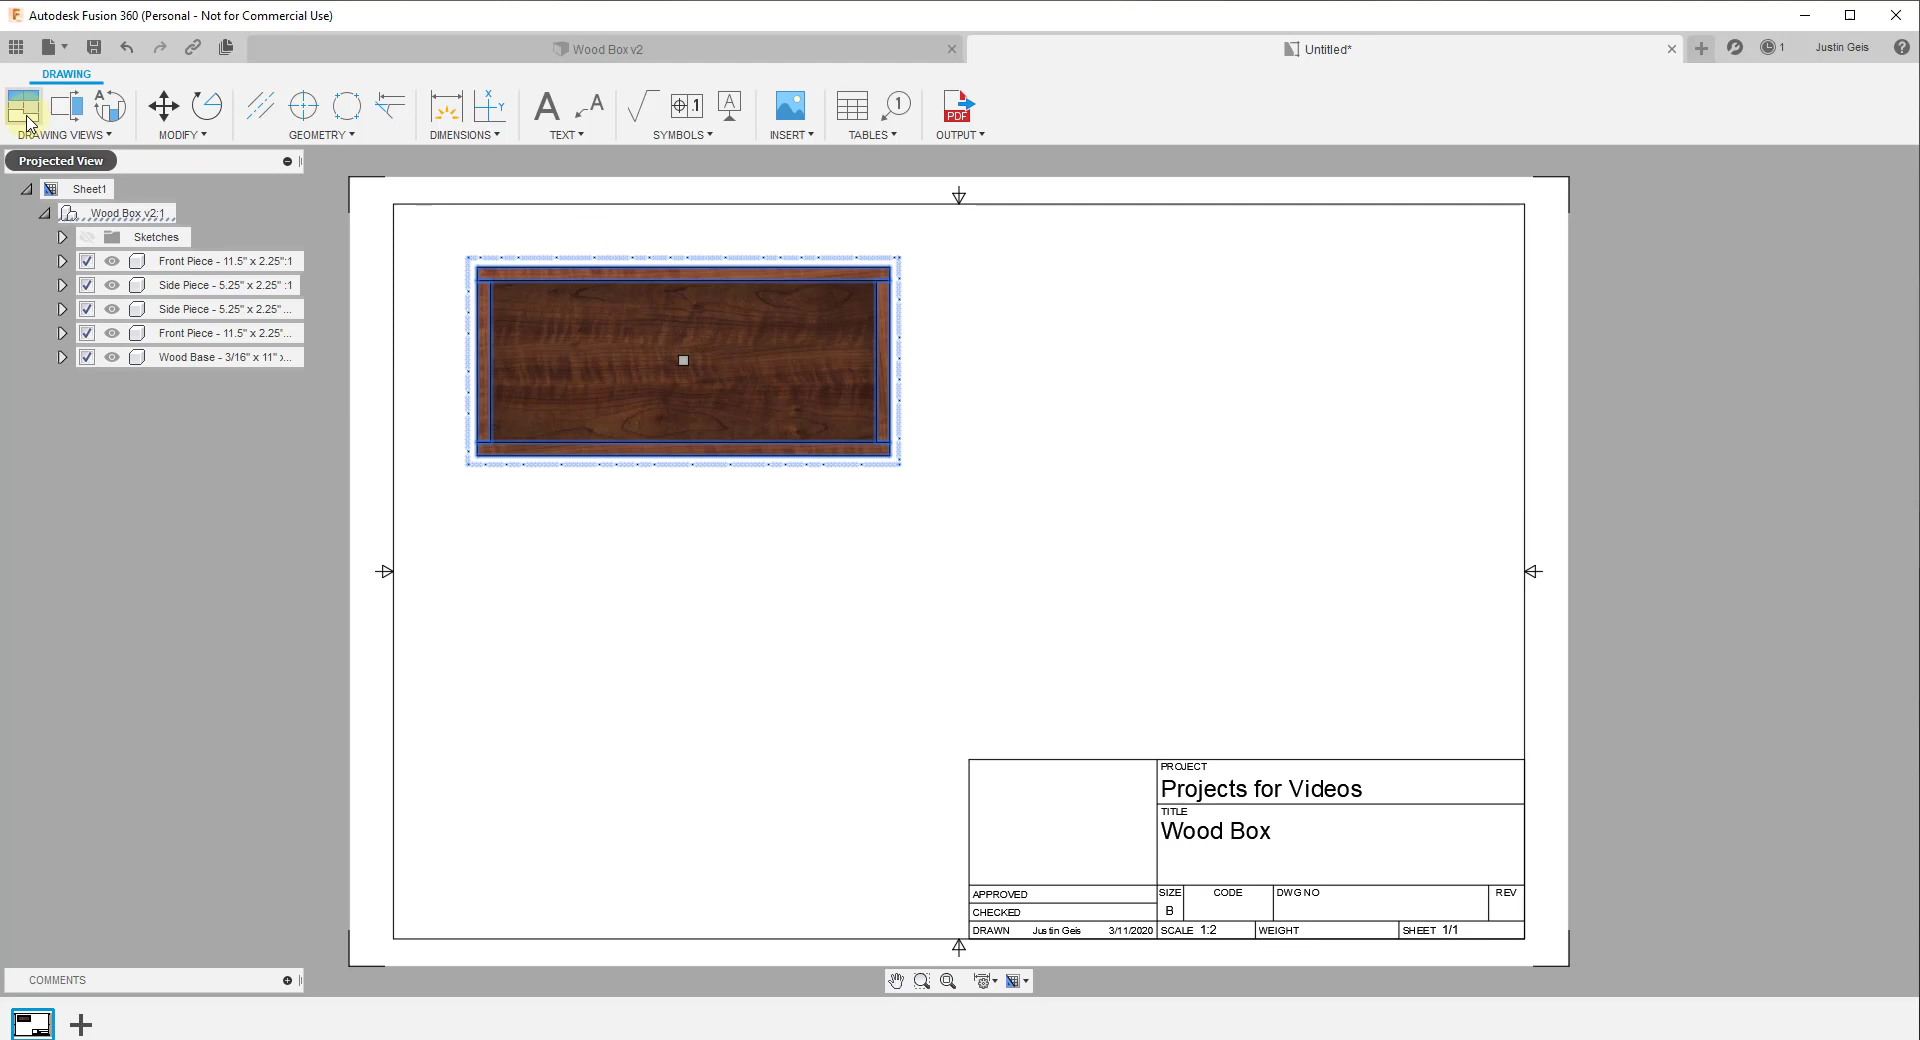 Autodesk Fusion 360 (Personal - Not for Commercial Use)
Wood Box v2
Untitled*
1
Justin Geis
DRAWING
DRAWING VIEWS
MODIFY
GEOMETRY
DIMENSIONS
TEXT
SYMBOLS
INSERT
TABLES
OUTPUT
Projected View
Sheet1
Wood Box v2:1
Sketches
Front Piece - 11.5" x 2.25":1
Side Piece - 5.25" x 2.25" :1
Side Piece - 5.25" x 2.25" ...
Front Piece - 11.5" x 2.25"...
Wood Base - 3/16" x 11" x...
PROJECT
Projects for Videos
TITLE
Wood Box
APPROVED
CHECKED
DRAWN Justin Geis 3/11/2020
SIZE CODE DWG NO REV
B
SCALE 1:2 WEIGHT SHEET 1/1
COMMENTS